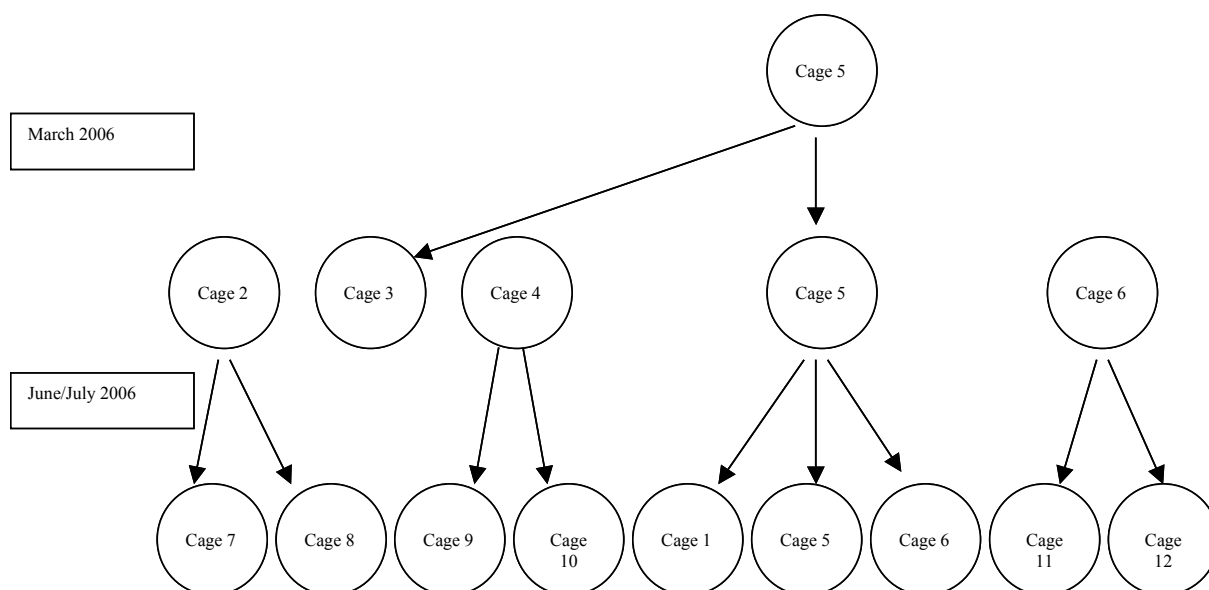 Cage 5
March 2006
Cage 2
Cage 3
Cage 4
Cage 5
Cage 6
June/July 2006
Cage 7
Cage 8
Cage 9
Cage
10
Cage 1
Cage 5
Cage 6
Cage
11
Cage
12